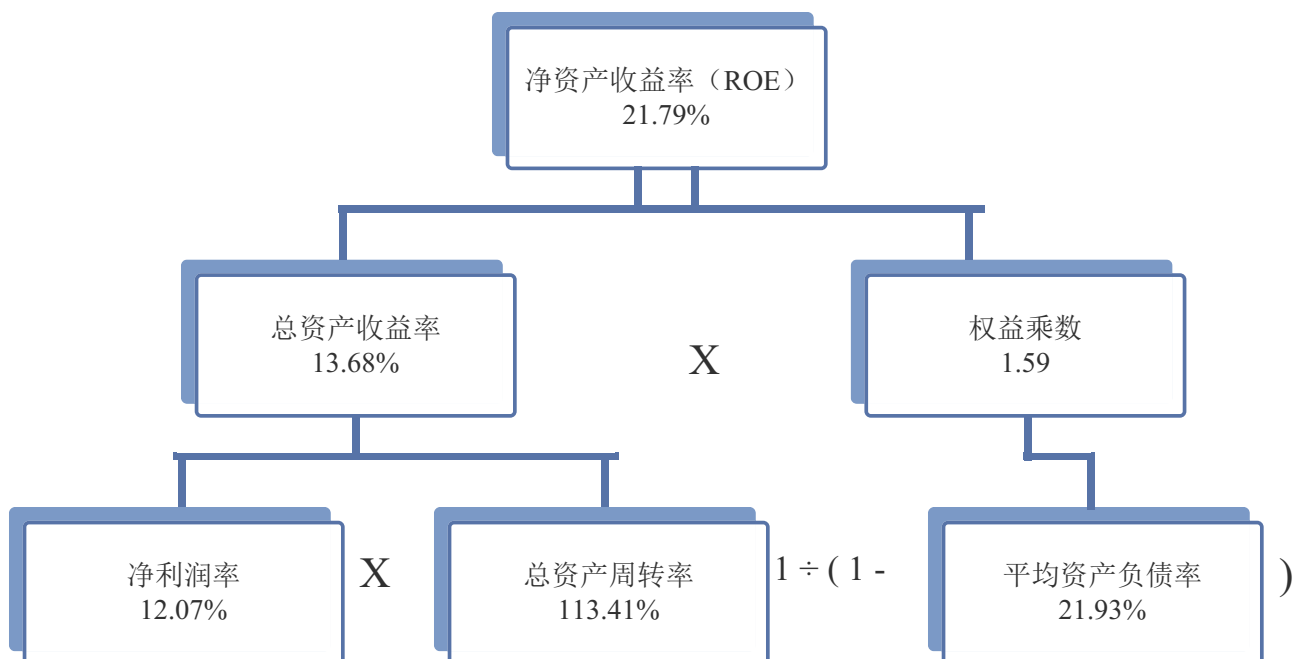 净资产收益率（ROE）
21.79%
总资产收益率
13.68%
X
权益乘数
1.59
净利润率
12.07%
X
总资产周转率
113.41%
1 ÷ ( 1 -
平均资产负债率
21.93%
)